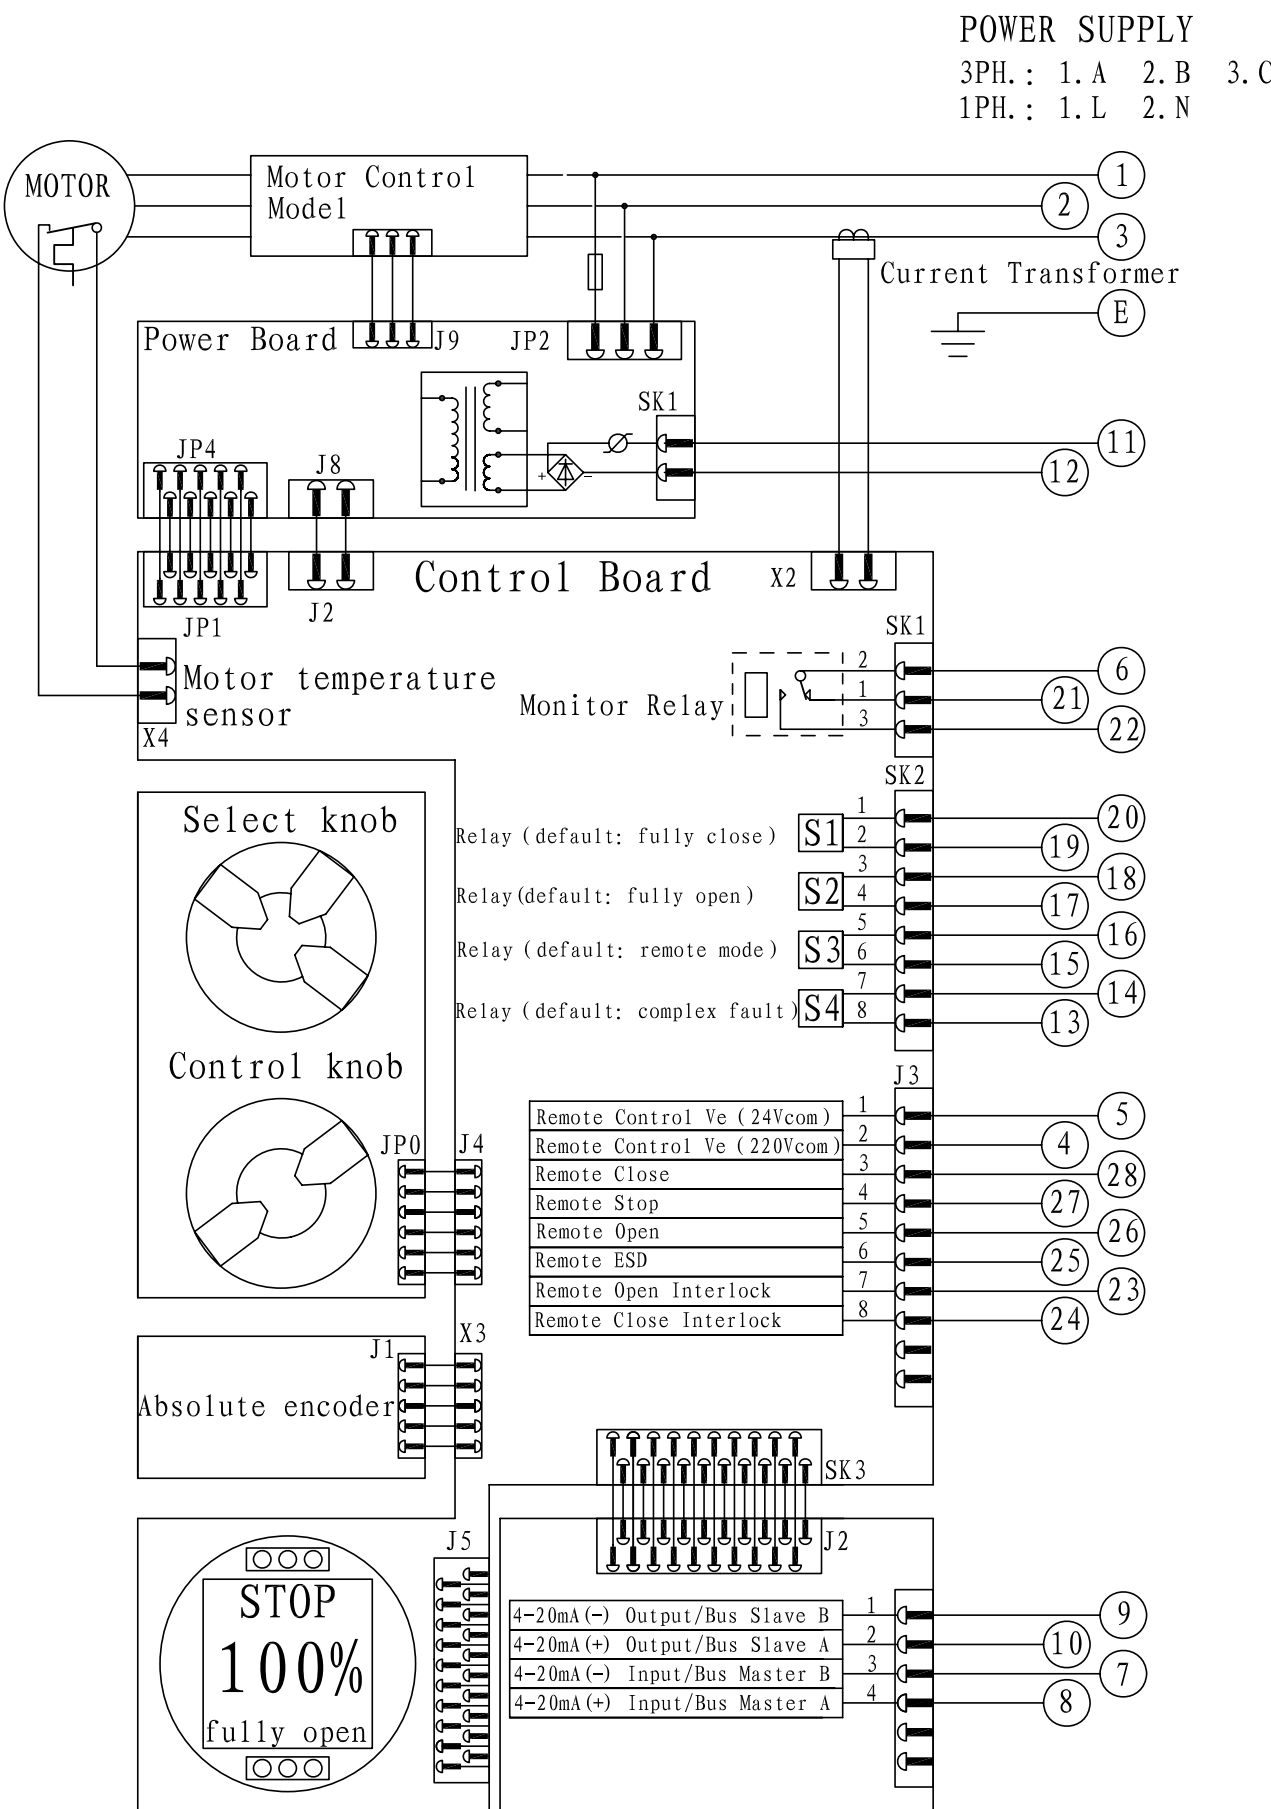 POWER SUPPLY
3PH.: 1.A 2.B 3.C
1PH.: 1.L 2.N
MOTOR
Motor Control
Model
1
2
3
Current Transformer
E
Power Board
J9
JP2
SK1
11
12
+
-
JP4
J8
Control Board
X2
JP1
J2
SK1
Motor temperature
sensor
X4
Monitor Relay
2
6
1
21
3
22
SK2
Select knob
Relay (default: fully close)
S1
1
20
2
19
Relay (default: fully open)
S2
3
18
4
17
Relay (default: remote mode)
S3
5
16
6
15
Relay (default: complex fault)
S4
7
14
8
13
Control knob
JP0
J4
J3
Remote Control Ve (24Vcom)
1
5
Remote Control Ve (220Vcom)
2
4
Remote Close
3
28
Remote Stop
4
27
Remote Open
5
26
Remote ESD
6
25
Remote Open Interlock
7
23
Remote Close Interlock
8
24
J1
X3
Absolute encoder
SK3
J2
J5
STOP
100%
fully open
4-20mA(-) Output/Bus Slave B
1
9
4-20mA(+) Output/Bus Slave A
2
10
4-20mA(-) Input/Bus Master B
3
7
4-20mA(+) Input/Bus Master A
4
8